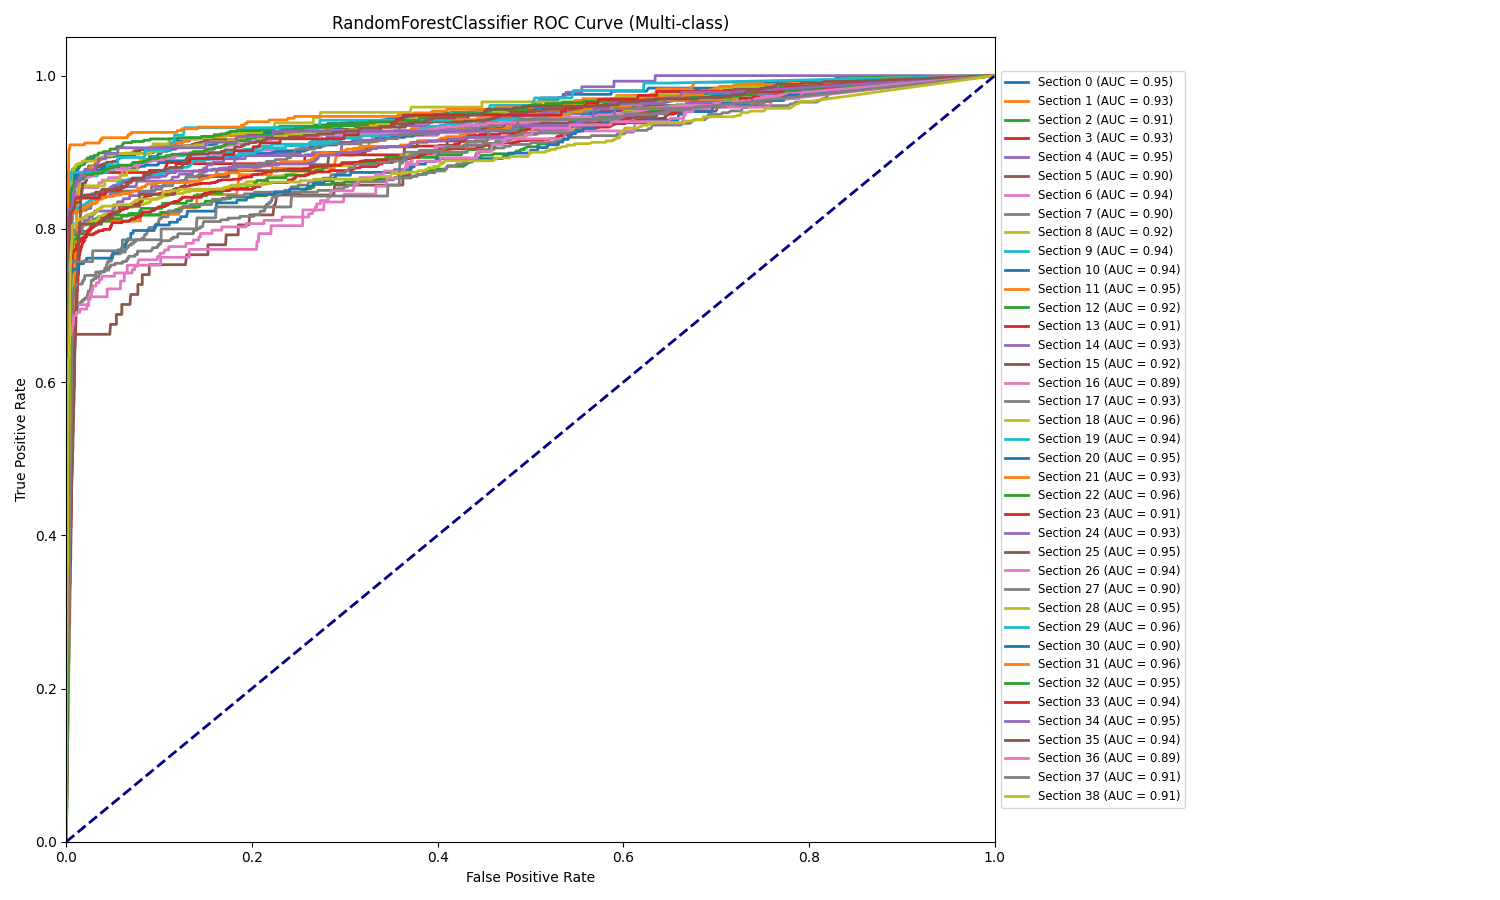 RandomForestClassifier ROC Curve (Multi-class)
True Positive Rate
1.0
0.8
0.6
0.4
0.2
0.0
0.0 0.2 0.4 0.6 0.8 1.0
False Positive Rate
Section 0 (AUC = 0.95)
Section 1 (AUC = 0.93)
Section 2 (AUC = 0.91)
Section 3 (AUC = 0.93)
Section 4 (AUC = 0.95)
Section 5 (AUC = 0.90)
Section 6 (AUC = 0.94)
Section 7 (AUC = 0.90)
Section 8 (AUC = 0.92)
Section 9 (AUC = 0.94)
Section 10 (AUC = 0.94)
Section 11 (AUC = 0.95)
Section 12 (AUC = 0.92)
Section 13 (AUC = 0.91)
Section 14 (AUC = 0.93)
Section 15 (AUC = 0.92)
Section 16 (AUC = 0.89)
Section 17 (AUC = 0.93)
Section 18 (AUC = 0.96)
Section 19 (AUC = 0.94)
Section 20 (AUC = 0.95)
Section 21 (AUC = 0.93)
Section 22 (AUC = 0.96)
Section 23 (AUC = 0.91)
Section 24 (AUC = 0.93)
Section 25 (AUC = 0.95)
Section 26 (AUC = 0.94)
Section 27 (AUC = 0.90)
Section 28 (AUC = 0.95)
Section 29 (AUC = 0.96)
Section 30 (AUC = 0.90)
Section 31 (AUC = 0.96)
Section 32 (AUC = 0.95)
Section 33 (AUC = 0.94)
Section 34 (AUC = 0.95)
Section 35 (AUC = 0.94)
Section 36 (AUC = 0.89)
Section 37 (AUC = 0.91)
Section 38 (AUC = 0.91)